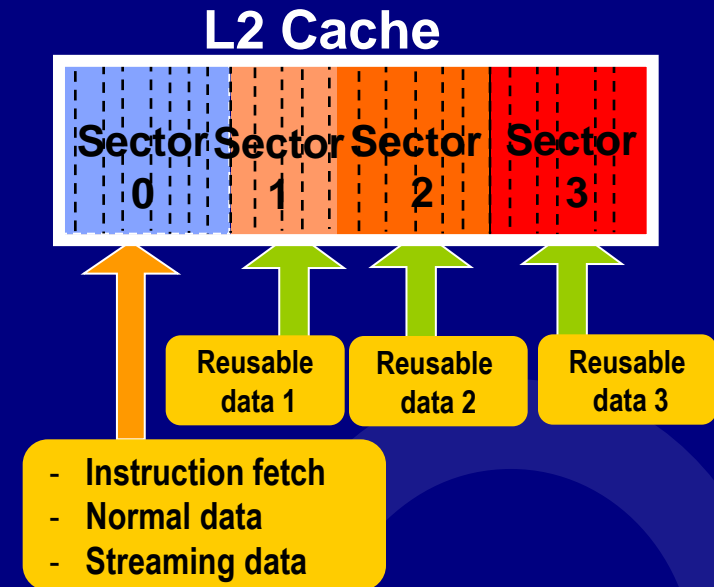 L2 Cache
Sector Sector Sector Sector
0 1 2 3
Reusable
data 1
Reusable
data 2
Reusable
data 3
- Instruction fetch
- Normal data
- Streaming data